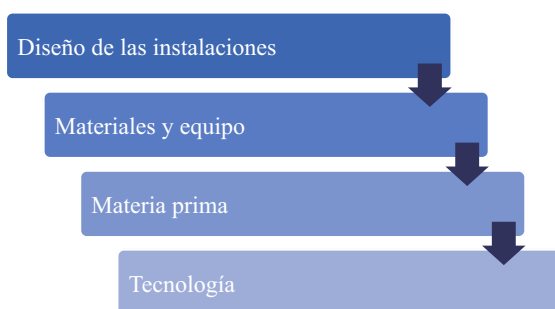 Diseño de las instalaciones
Materiales y equipo
Materia prima
Tecnología